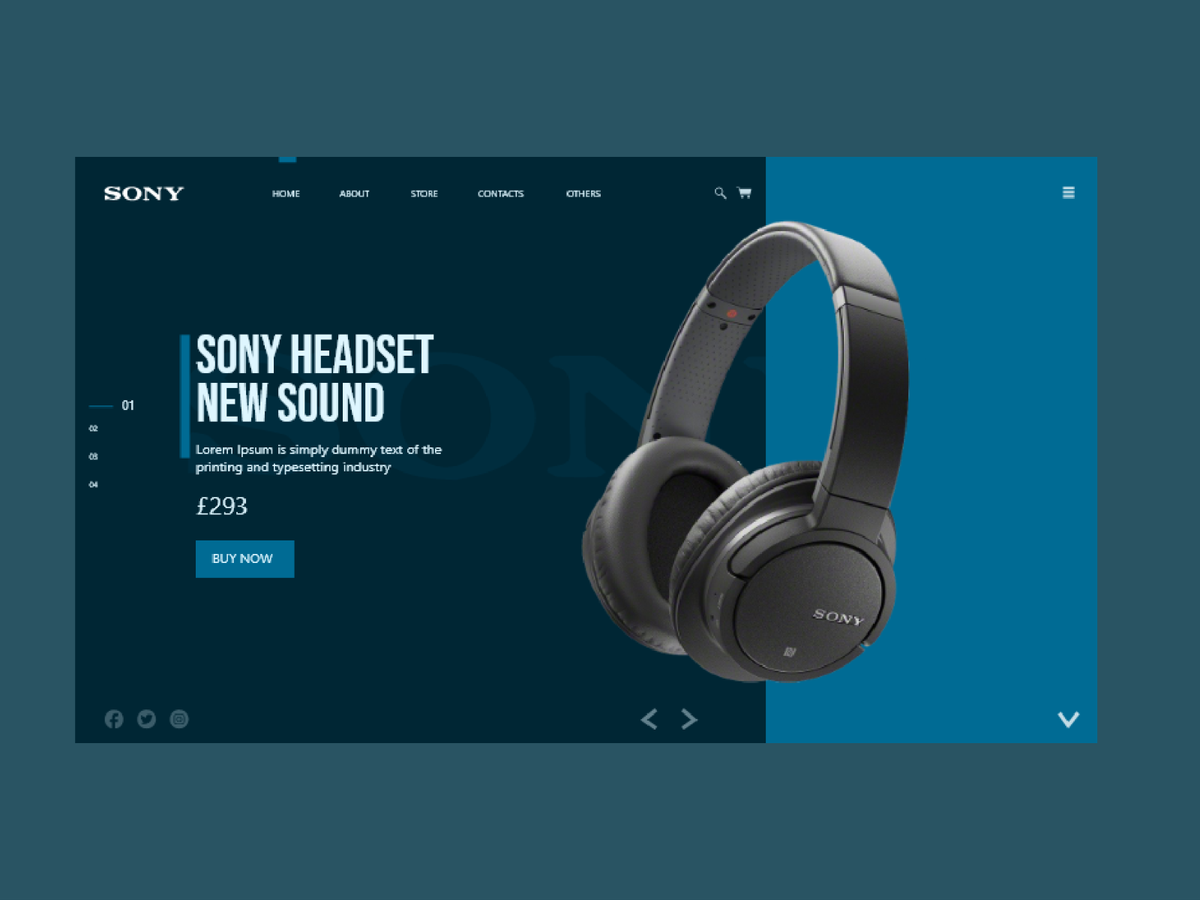 SONY
HOME ABOUT STORE CONTACTS OTHERS
SONY HEADSET
NEW SOUND
01
02
03
04
Lorem Ipsum is simply dummy text of the
printing and typesetting industry
£293
BUY NOW
SONY
SON